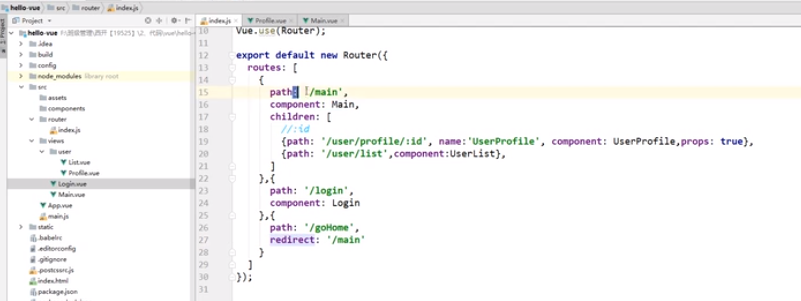 hello-vue src router index.js
Project
index.js Profile.vue Main.vue
hello-vue
.idea
build
config
node_modules library root
src
assets
components
router
index.js
views
user
List.vue
Profile.vue
Login.vue
Main.vue
App.vue
main.js
static
.babelrc
.editorconfig
.gitignore
.postcssrc.js
index.html
package.json
10 Vue.use(Router);
11
12 export default new Router({
13 routes: [
14 {
15 path: '/main',
16 component: Main,
17 children: [
18 //:id
19 {path: '/user/profile/:id', name:'UserProfile', component: UserProfile,props: true},
20 {path: '/user/list',component:UserList},
21 ]
22 },{
23 path: '/login',
24 component: Login
25 },{
26 path: '/goHome',
27 redirect: '/main'
28 }
29 ]
30 });
31